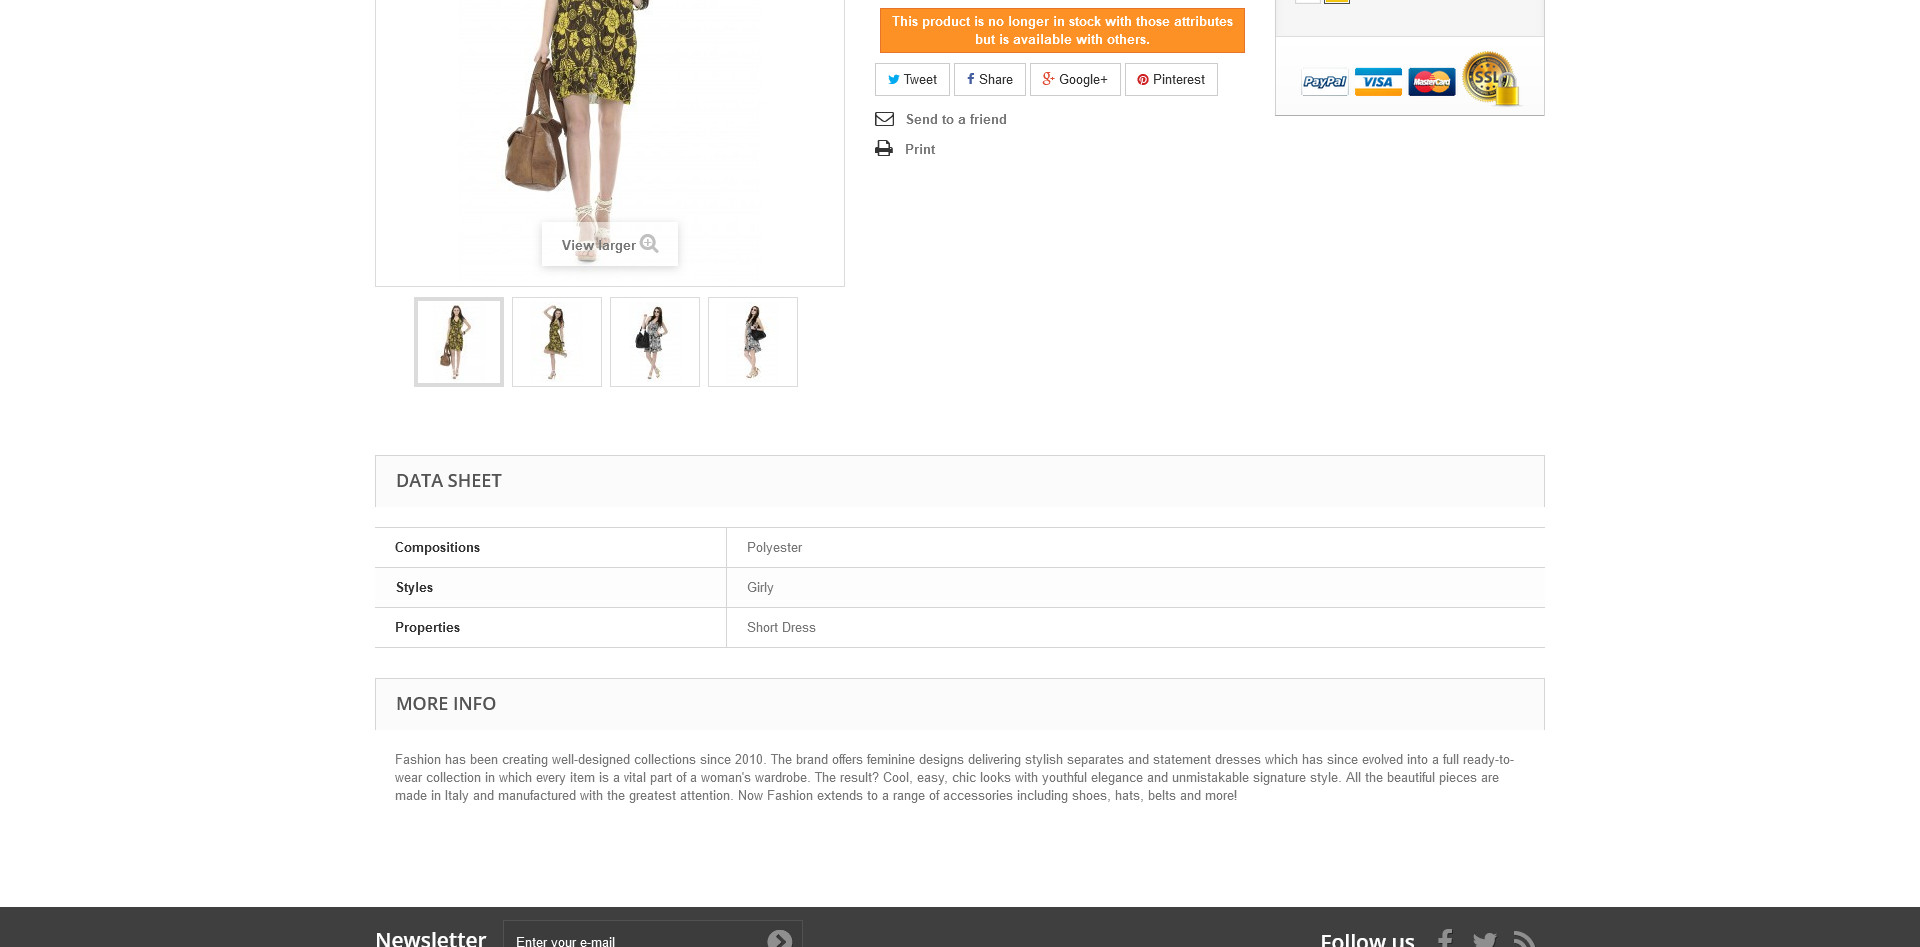 This product is no longer in stock with those attributes
but is available with others.
Tweet
Share
Google+
Pinterest
Send to a friend
Print
PayPal
VISA
MasterCard
SSL
View larger
DATA SHEET
Compositions Polyester
Styles Girly
Properties Short Dress
MORE INFO
Fashion has been creating well-designed collections since 2010. The brand offers feminine designs delivering stylish separates and statement dresses which has since evolved into a full ready-to-
wear collection in which every item is a vital part of a woman's wardrobe. The result? Cool, easy, chic looks with youthful elegance and unmistakable signature style. All the beautiful pieces are
made in Italy and manufactured with the greatest attention. Now Fashion extends to a range of accessories including shoes, hats, belts and more!
Newsletter
Enter your e-mail
Follow us